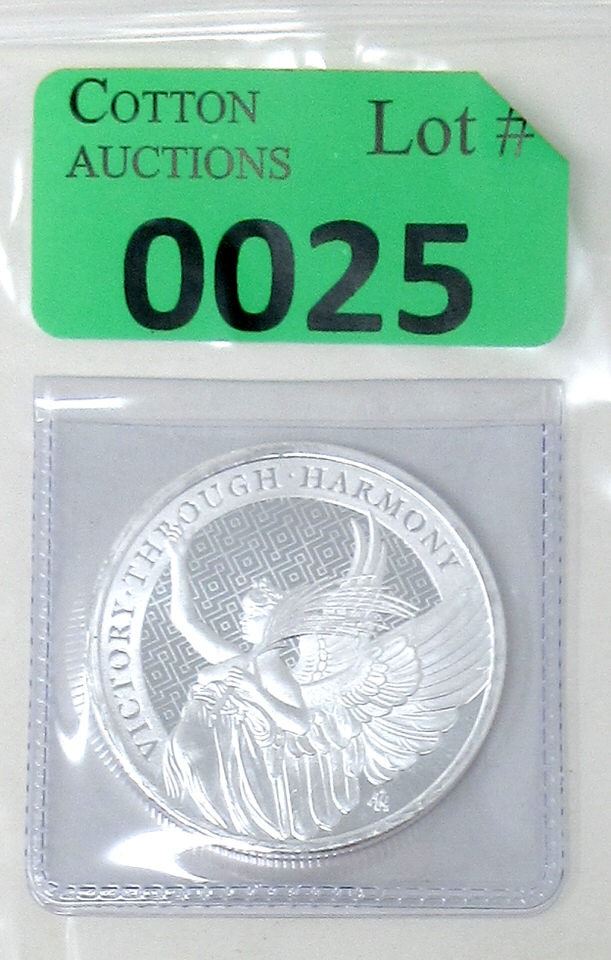 COTTON
AUCTIONS
Lot #
0025
VICTORY · THROUGH · HARMONY